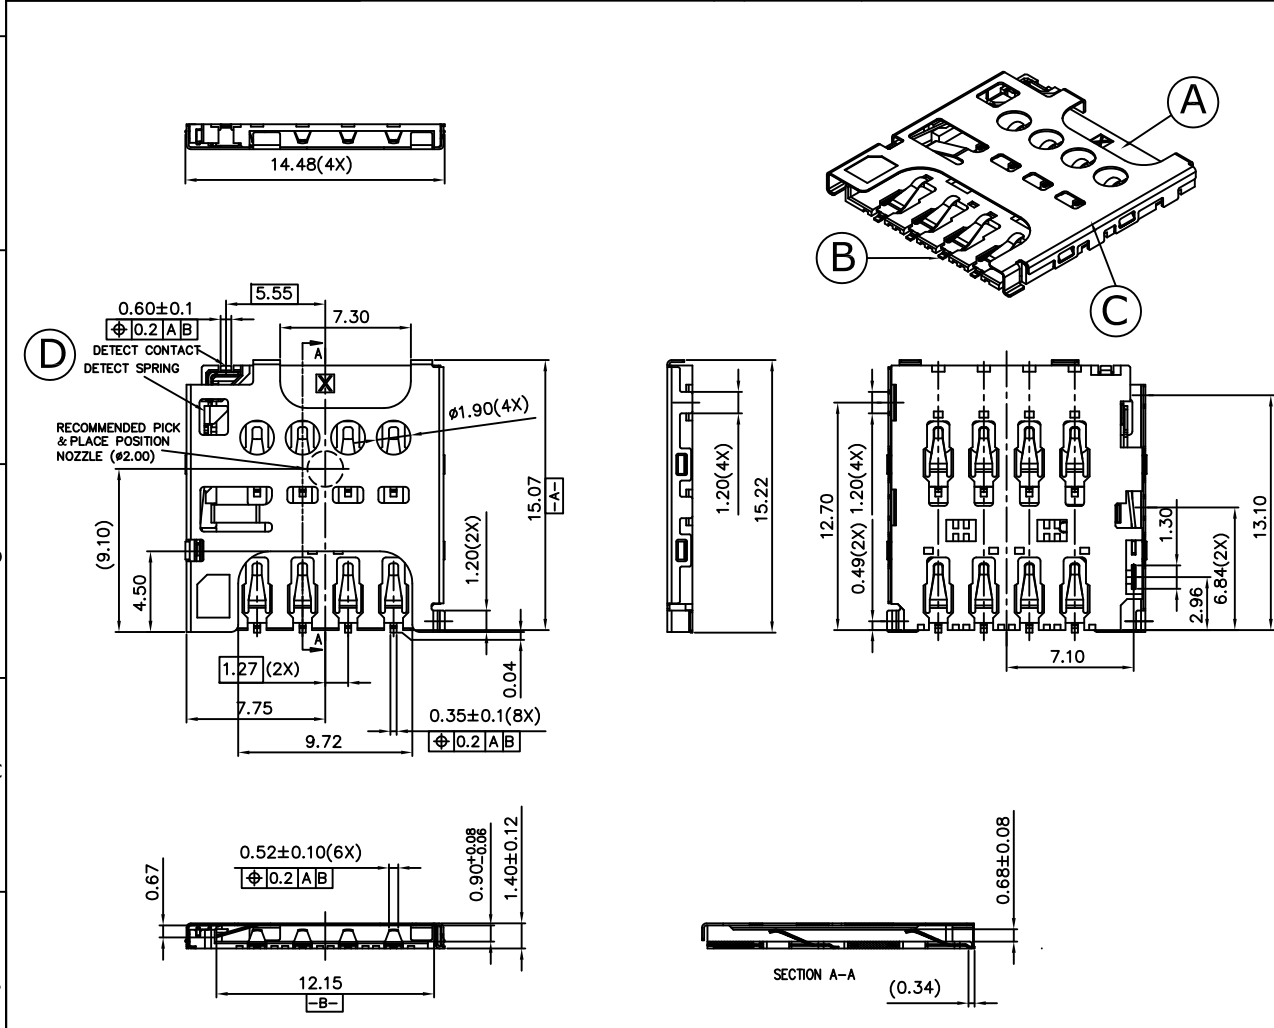 14.48(4X)
A
B
C
D
5.55
0.60±0.1
⌖ 0.2 A B
7.30
A
DETECT CONTACT
DETECT SPRING
X
ø1.90(4X)
RECOMMENDED PICK
& PLACE POSITION
NOZZLE (ø2.00)
(9.10)
4.50
1.20(2X)
15.07
-A-
A
1.27 (2X)
0.04
7.75
0.35±0.1(8X)
⌖ 0.2 A B
9.72
1.20(4X)
15.22
12.70
1.20(4X)
0.49(2X)
1.30
2.96
6.84(2X)
13.10
7.10
0.52±0.10(6X)
⌖ 0.2 A B
0.67
0.90+0.08
-0.06
1.40±0.12
12.15
-B-
0.68±0.08
SECTION A-A
(0.34)